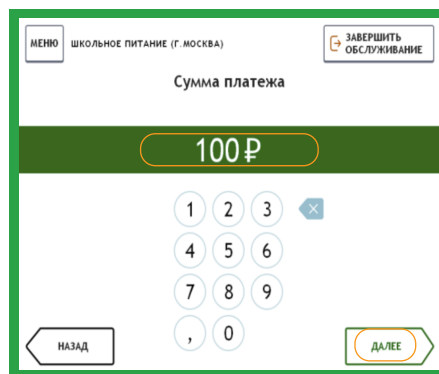 МЕНЮ ШКОЛЬНОЕ ПИТАНИЕ (Г.МОСКВА)
ЗАВЕРШИТЬ
ОБСЛУЖИВАНИЕ
Сумма платежа
100 ₽
1 2 3
4 5 6
7 8 9
, 0
НАЗАД
ДАЛЕЕ